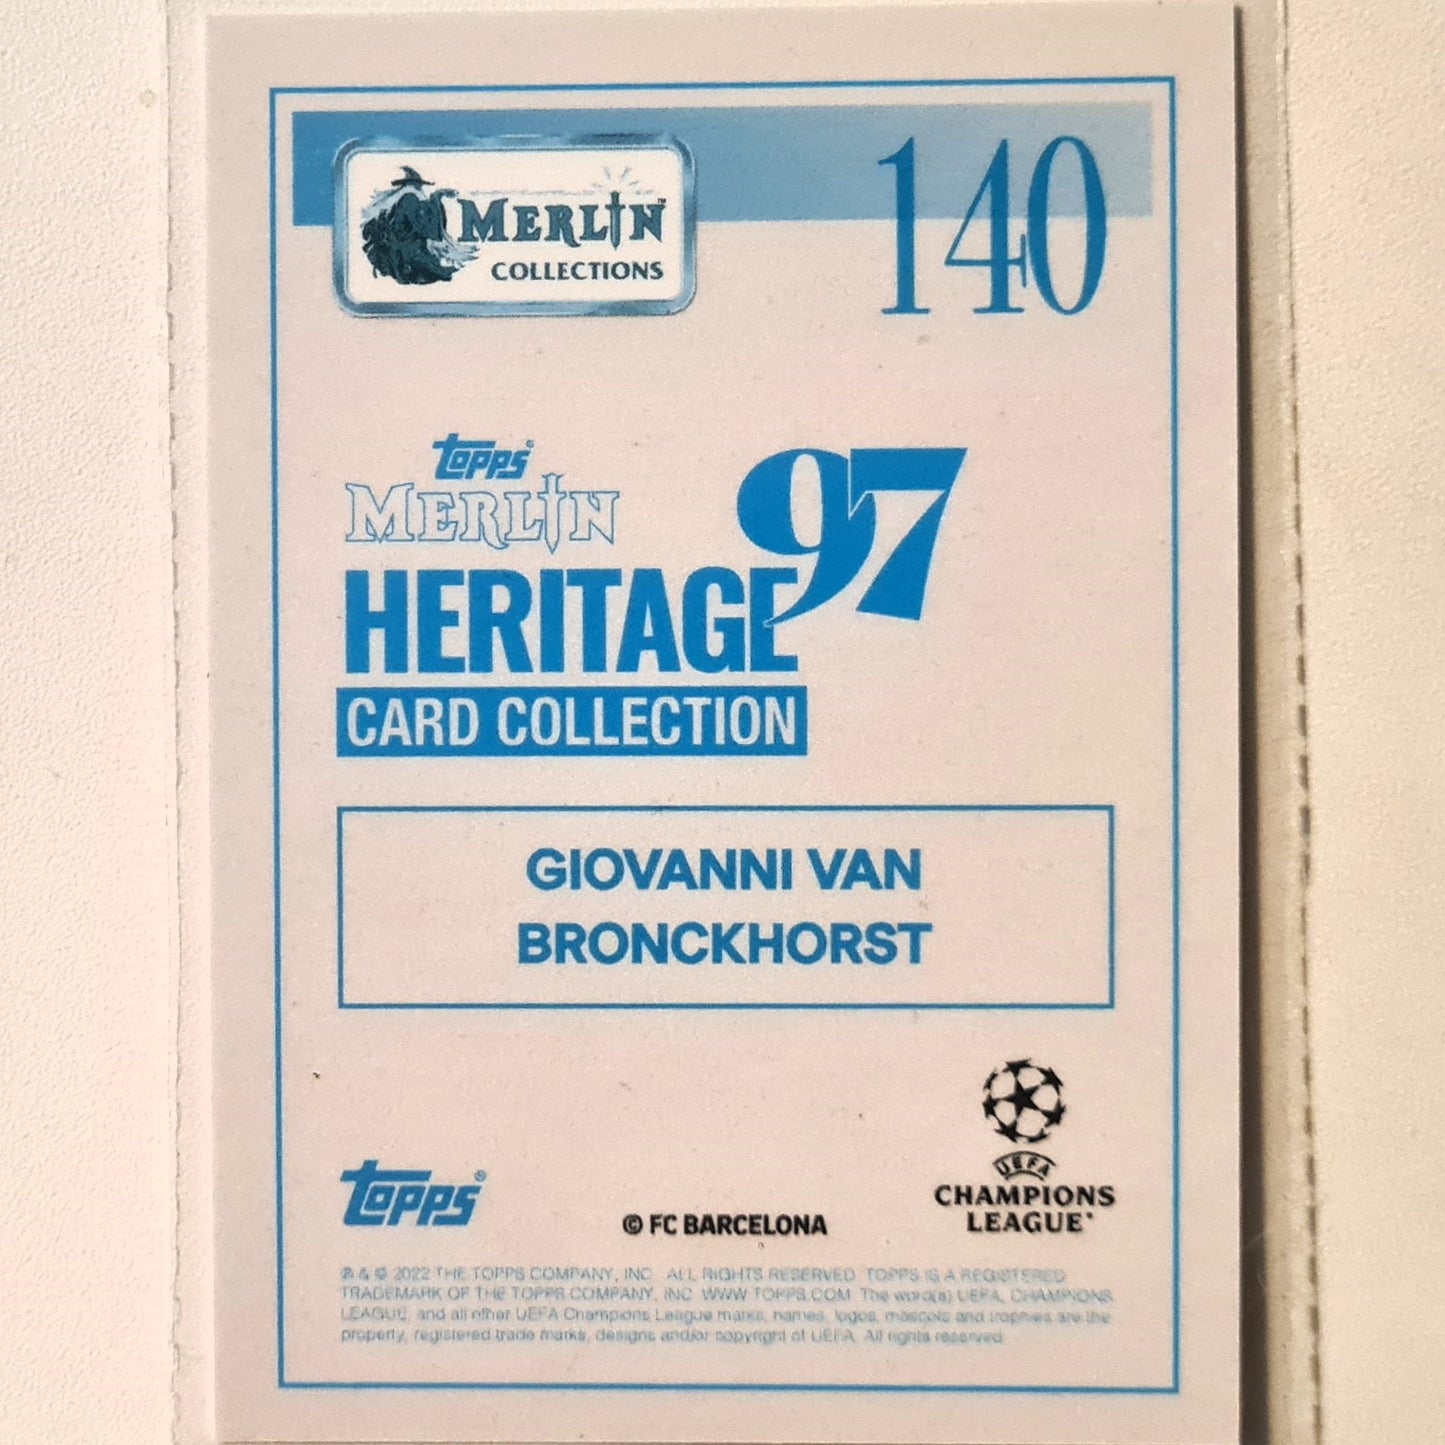 MERLIN™
COLLECTIONS
140
topps®
MERLIN
HERITAGE 97
CARD COLLECTION
GIOVANNI VAN
BRONCKHORST
topps®
© FC BARCELONA
UEFA
CHAMPIONS
LEAGUE®
® & © 2022 THE TOPPS COMPANY, INC. ALL RIGHTS RESERVED. TOPPS IS A REGISTERED
TRADEMARK OF THE TOPPS COMPANY, INC. WWW.TOPPS.COM The word(s) UEFA, CHAMPIONS
LEAGUE, and all other UEFA Champions League marks, names, logos, mascots and trophies are the
property, registered trade marks, designs and/or copyright of UEFA. All rights reserved.